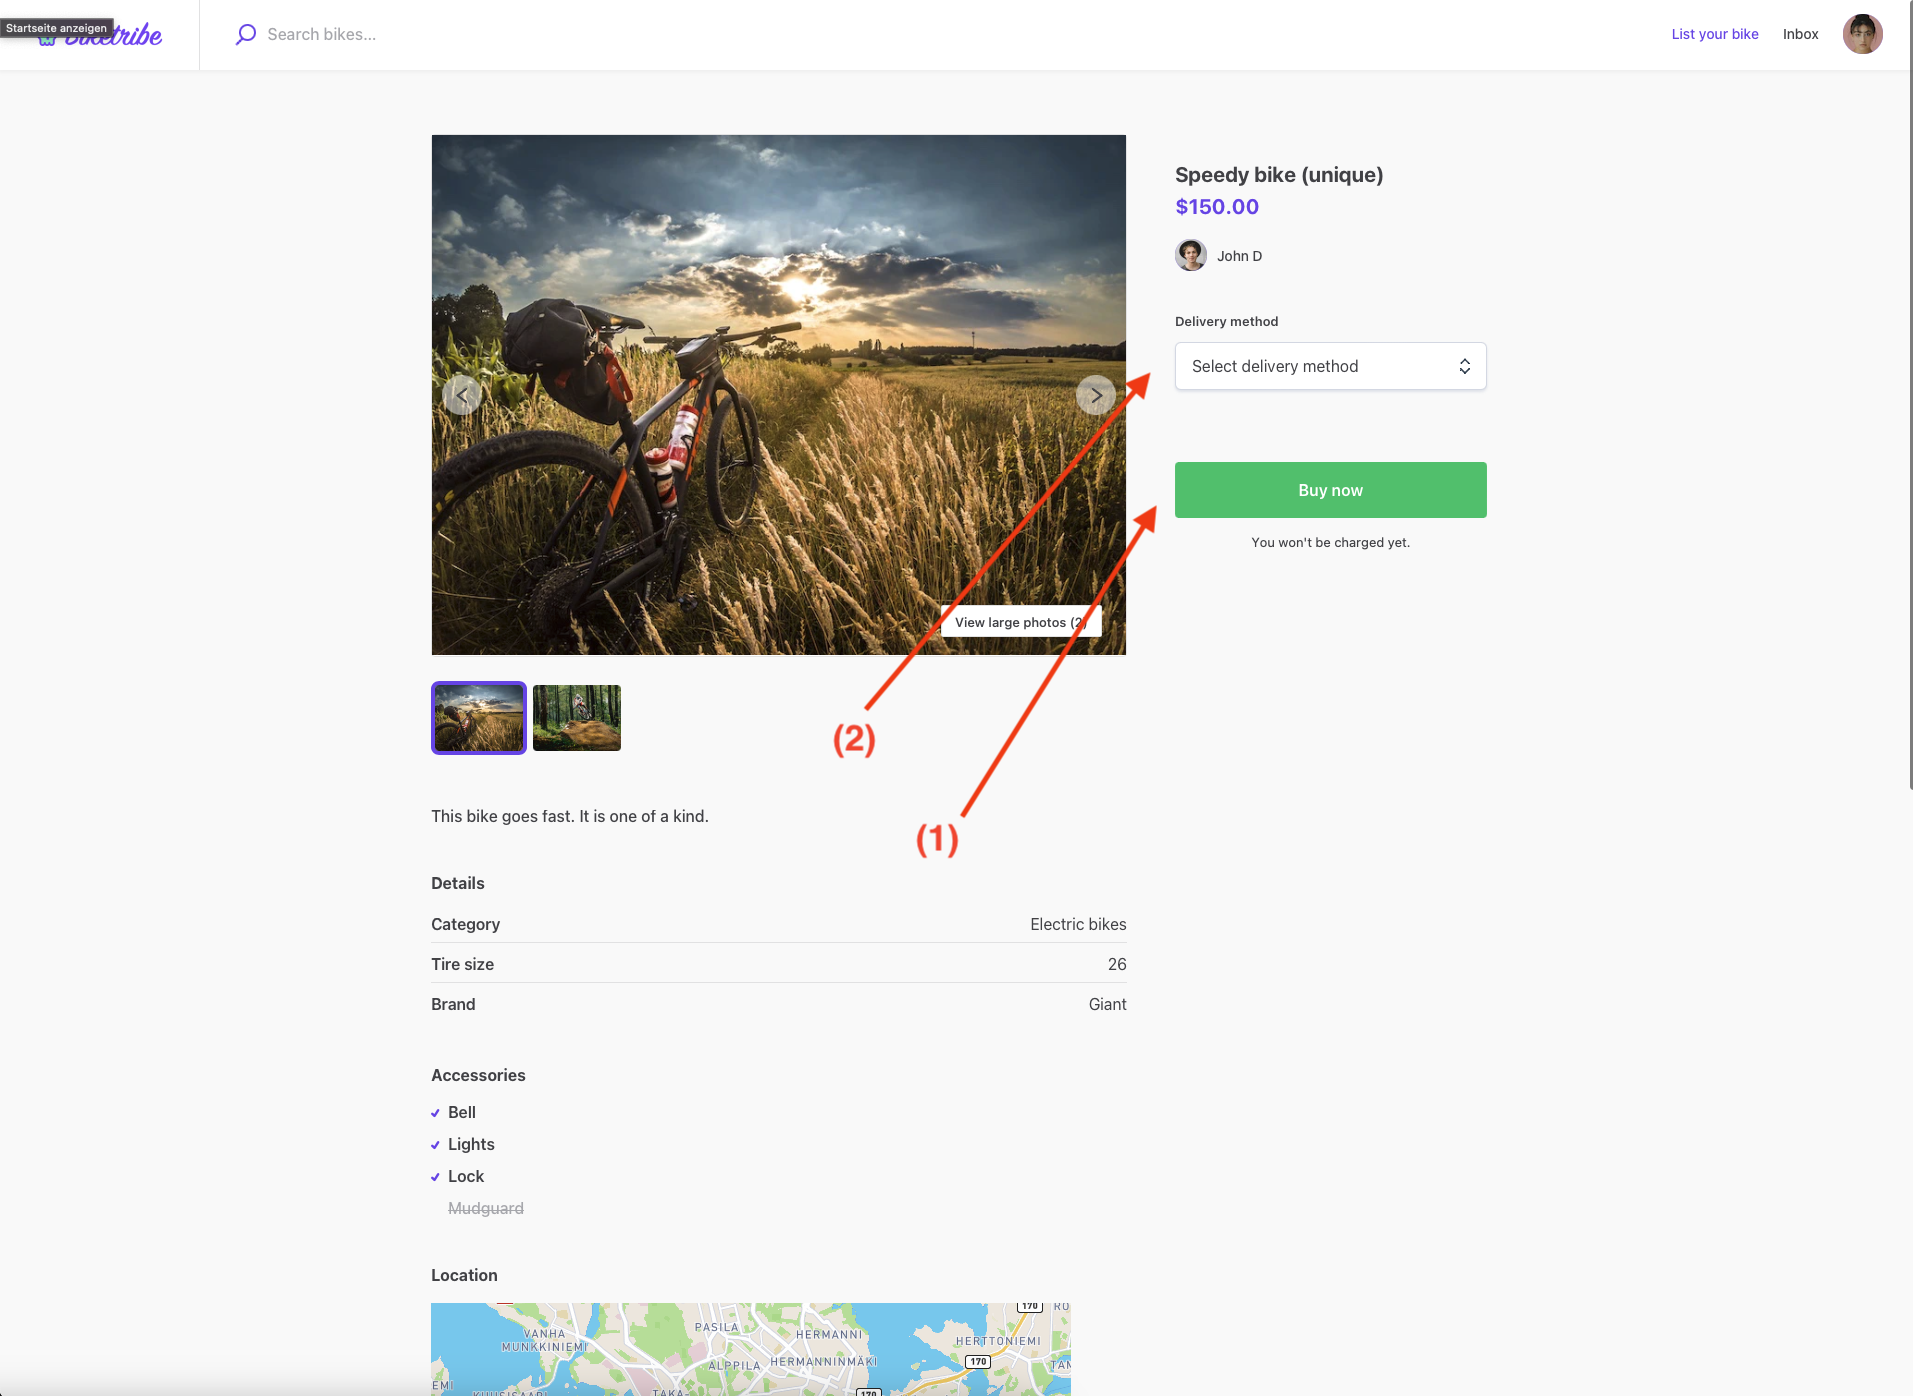 Startseite anzeigen
Biketribe
Search bikes...
List your bike
Inbox
Speedy bike (unique)
$150.00
John D
Delivery method
Select delivery method
Buy now
You won't be charged yet.
View large photos (2)
(2)
(1)
This bike goes fast. It is one of a kind.
Details
Category Electric bikes
Tire size 26
Brand Giant
Accessories
Bell
Lights
Lock
Mudguard
Location
170
RO
PASILA
VANHA
MUNKKINIEMI
HERMANNI
HERTTONIEMI
ALPPILA
HERMANNINMÄKI
170
TAM
EMI
KUUSISAARI
TAKA-
170